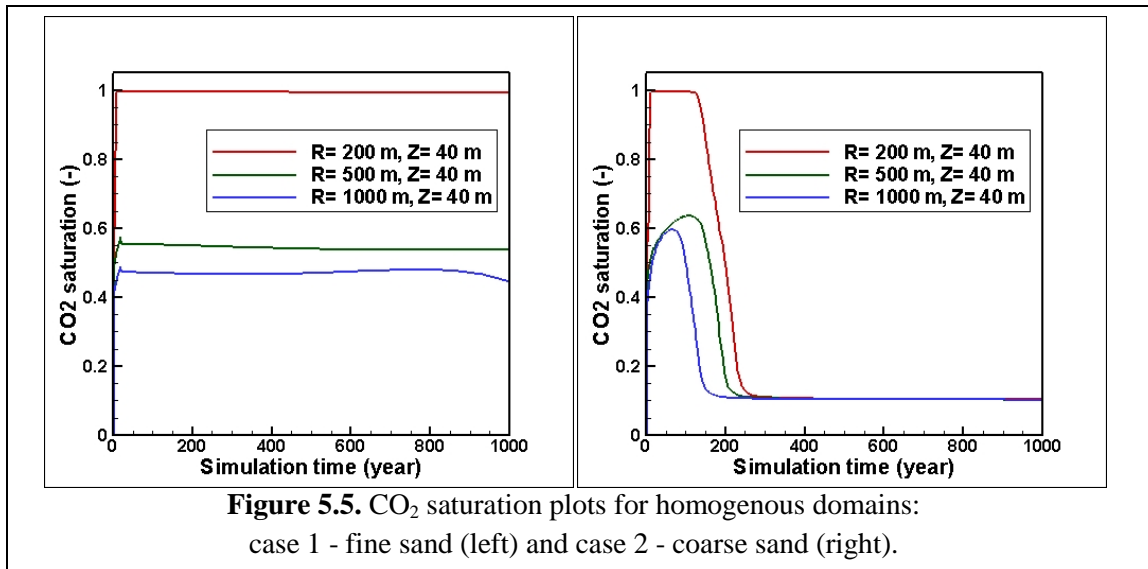 1
0.8
0.6
0.4
0.2
0
CO2 saturation (-)
R= 200 m, Z= 40 m
R= 500 m, Z= 40 m
R= 1000 m, Z= 40 m
0 200 400 600 800 1000
Simulation time (year)
1
0.8
0.6
0.4
0.2
0
CO2 saturation (-)
R= 200 m, Z= 40 m
R= 500 m, Z= 40 m
R= 1000 m, Z= 40 m
0 200 400 600 800 1000
Simulation time (year)
Figure 5.5. CO₂ saturation plots for homogenous domains:
case 1 - fine sand (left) and case 2 - coarse sand (right).